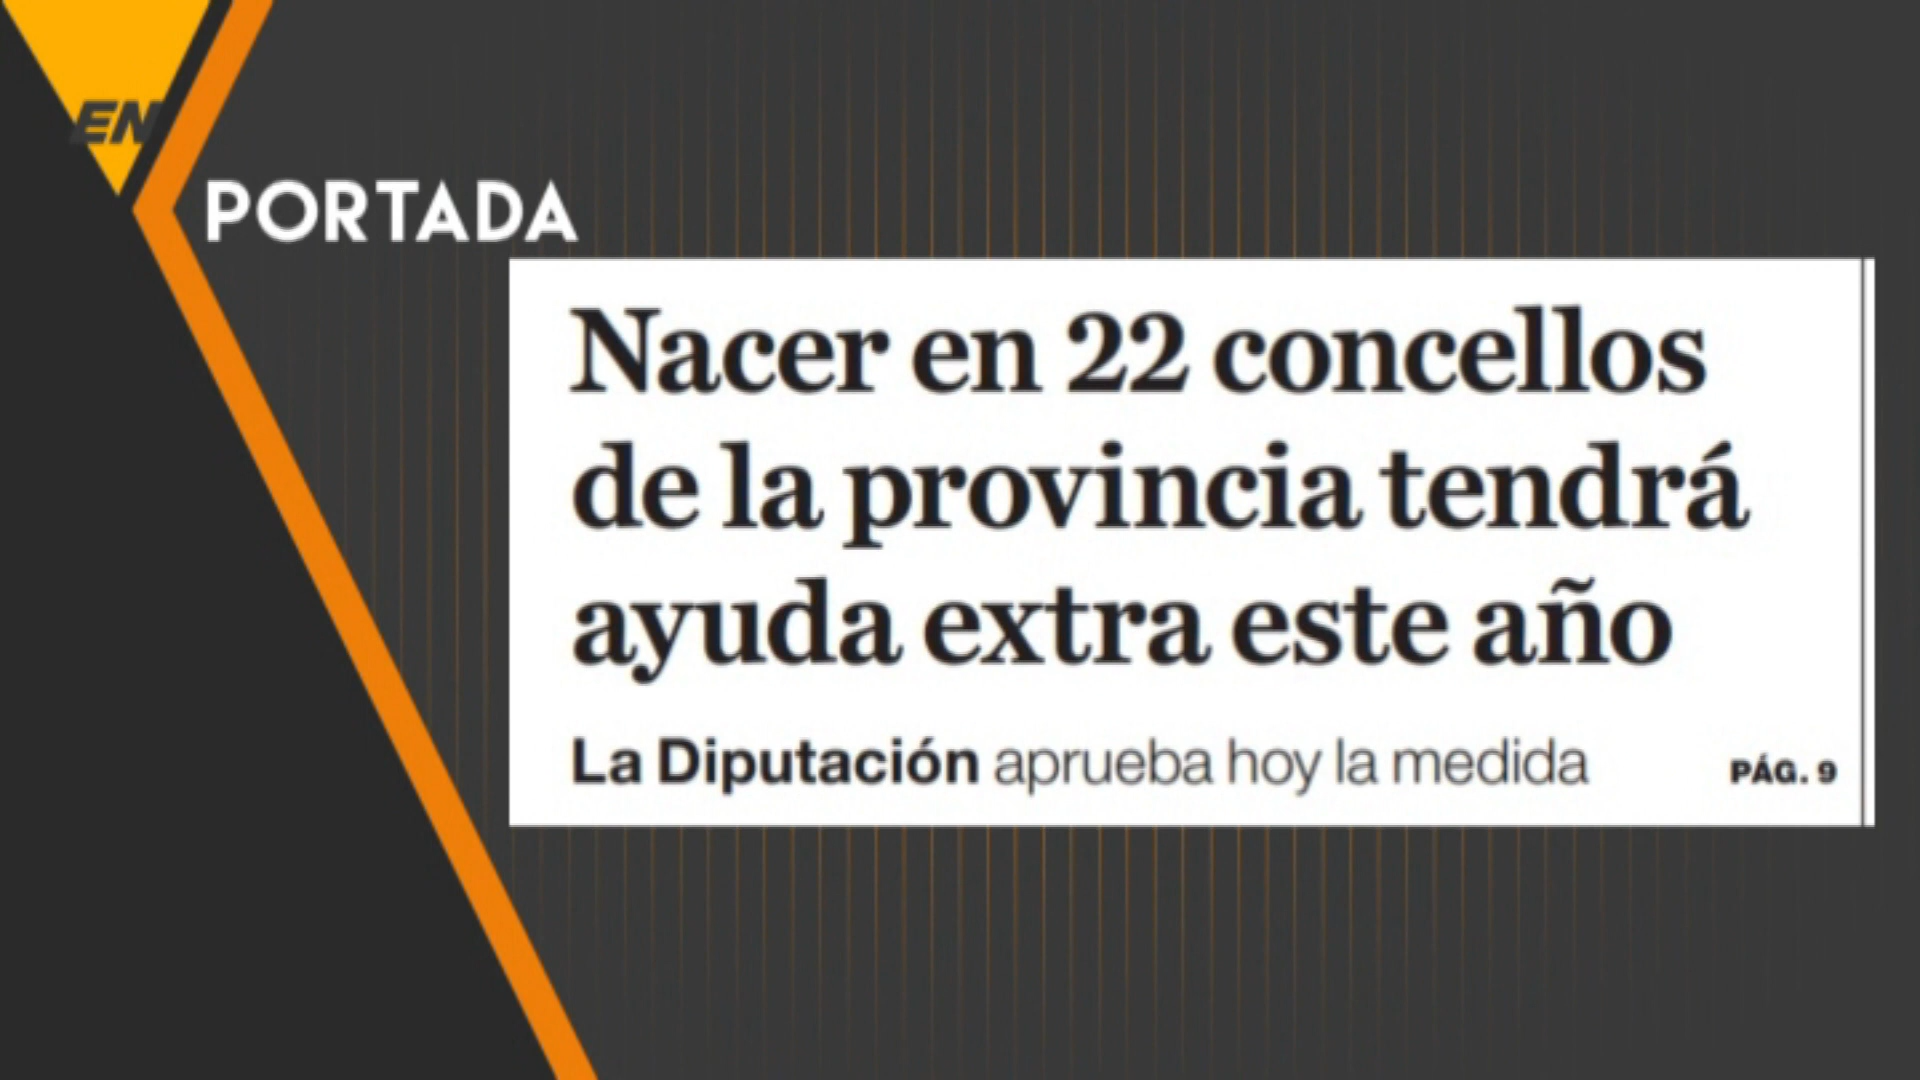 EN
PORTADA
Nacer en 22 concellos
de la provincia tendrá
ayuda extra este año
La Diputación aprueba hoy la medida
PÁG. 9